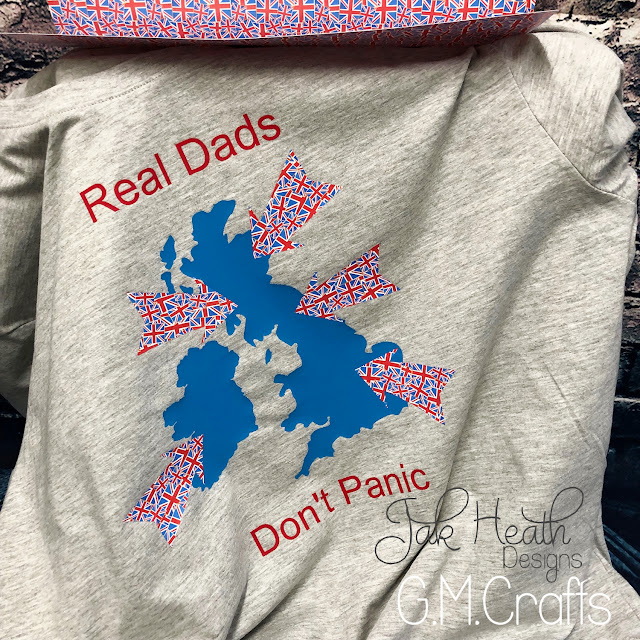 Real Dads
Don't Panic
Jak Heath
Designs
G.M.Crafts